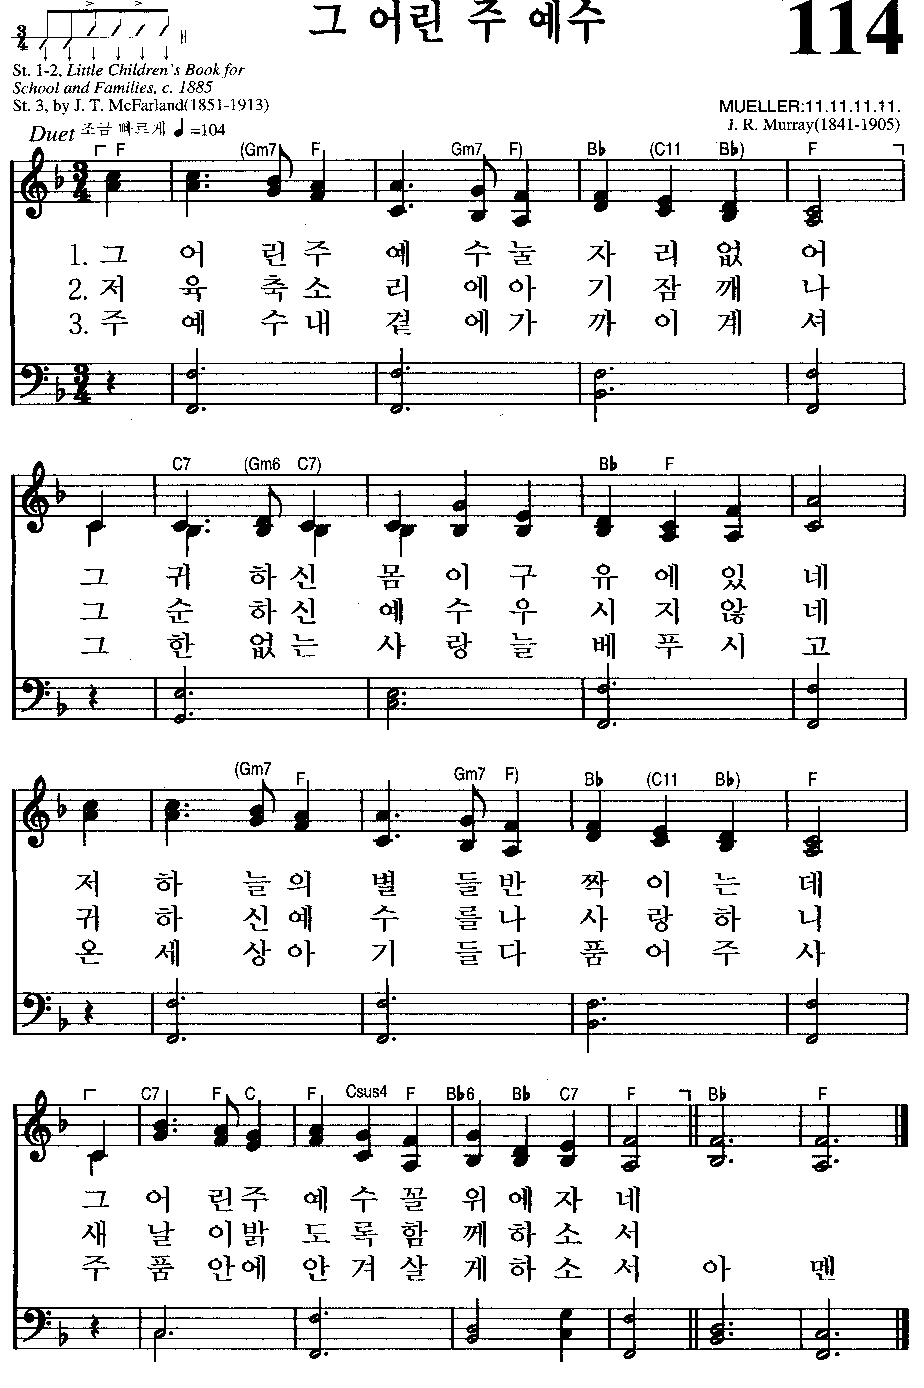 그 어린 주 예수 114
St. 1-2, Little Children's Book for
School and Families, c. 1885
St. 3, by J. T. McFarland(1851-1913)
MUELLER:11.11.11.11.
J. R. Murray(1841-1905)
Duet 조금 빠르게 ♩=104
F (Gm7 F Gm7 F) B♭ (C11 B♭) F
1. 그 어 린 주 예 수 눌 자 리 없 어
2. 저 육 축 소 리 에 아 기 잠 깨 나
3. 주 예 수 내 곁 에 가 까 이 계 셔
C7 (Gm6 C7) B♭ F
그 귀 하 신 몸 이 구 유 에 있 네
그 순 하 신 예 수 우 시 지 않 네
그 한 없 는 사 랑 늘 베 푸 시 고
(Gm7 F Gm7 F) B♭ (C11 B♭) F
저 하 늘 의 별 들 반 짝 이 는 데
귀 하 신 예 수 를 나 사 랑 하 니
온 세 상 아 기 들 다 품 어 주 사
C7 F C F Csus4 F B♭6 B♭ C7 F B♭ F
그 어 린 주 예 수 꼴 위 에 자 네
새 날 이 밝 도 록 함 께 하 소 서
주 품 안 에 안 겨 살 게 하 소 서 아 멘